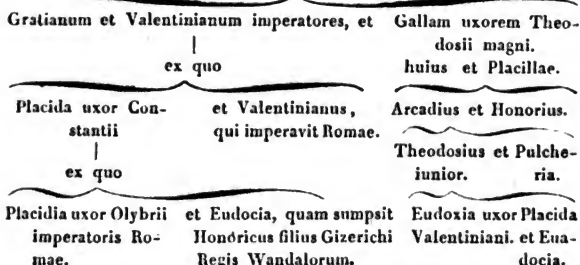 Gratianum et Valentinianum imperatores, et Gallam uxorem Theo-
dosii magni.
ex quo huius et Placillae.
Placida uxor Con- et Valentinianus, Arcadius et Honorius.
stantii qui imperavit Romae.
Theodosius et Pulche-
ex quo iunior. ria.
Placidia uxor Olybrii et Eudocia, quam sumpsit Eudoxia uxor Placida
imperatoris Ro- Honóricus filius Gizerichi Valentiniani. et Eua-
mae. Regis Wandalorum. docia.